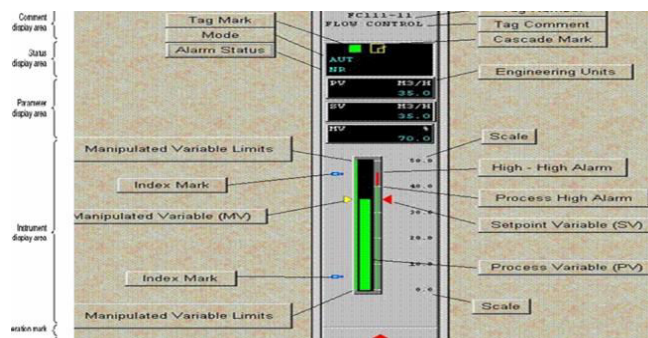 Comment
display area
Tag Mark
FC111-11
Tag Comment
FLOW CONTROL
Mode
Cascade Mark
Status
display area
Alarm Status
AUT
NR
Engineering Units
PV M3/H
35.0
Parameter
display area
SV M3/H
35.0
MV %
70.0
Scale
Manipulated Variable Limits
50.0
High - High Alarm
Index Mark
40.0
Process High Alarm
Manipulated Variable (MV)
30.0
Setpoint Variable (SV)
Instrument
display area
20.0
Process Variable (PV)
Index Mark
10.0
0.0
Scale
Manipulated Variable Limits